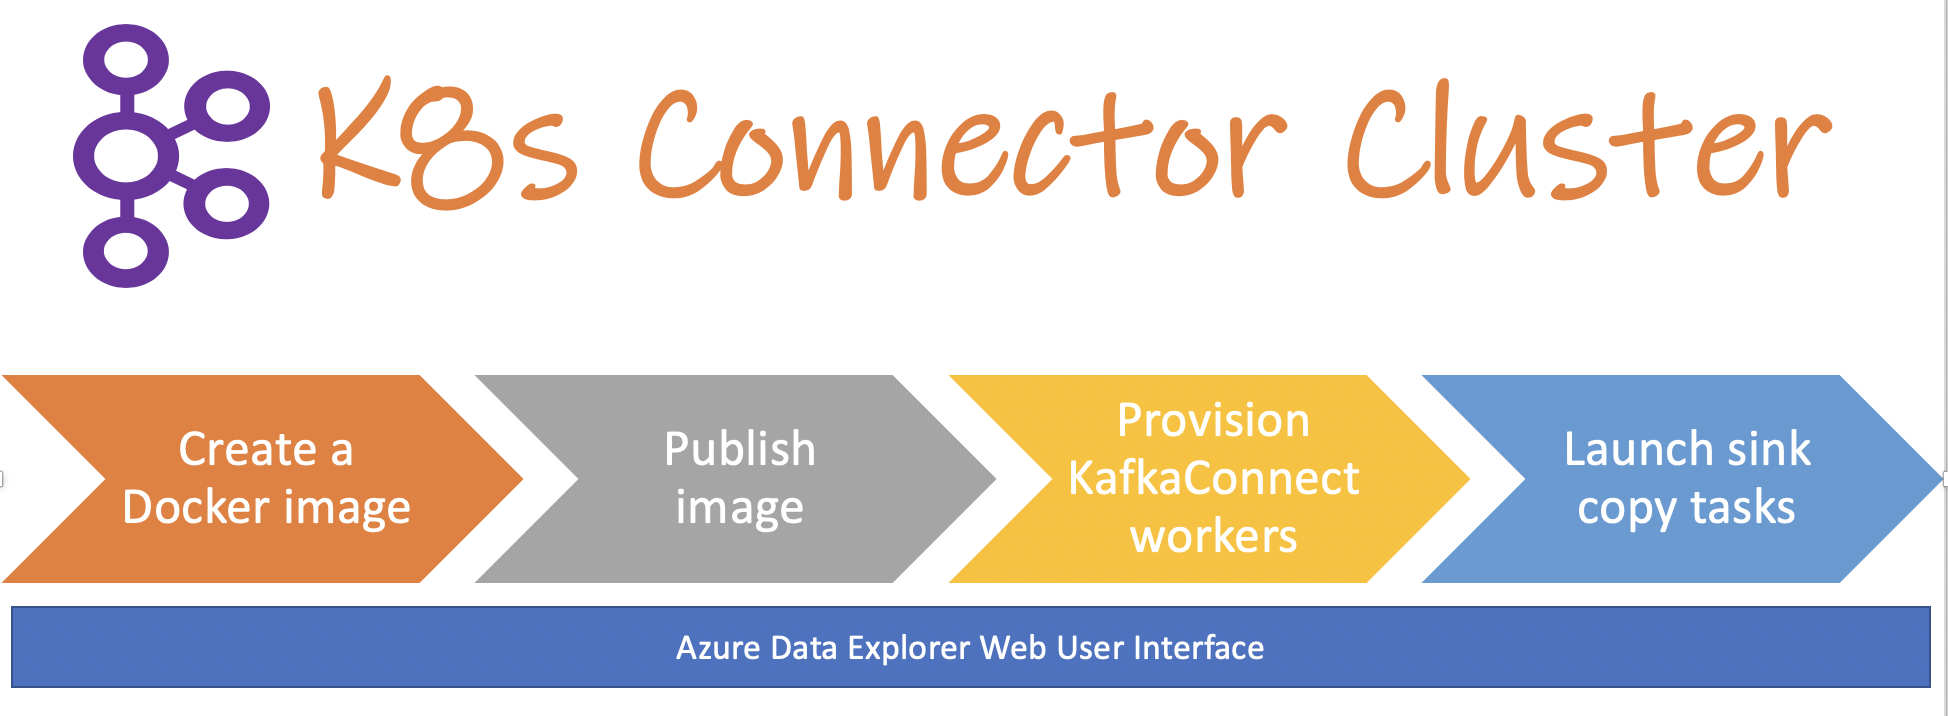 K8s Connector Cluster
Create a
Docker image
Publish
image
Provision
KafkaConnect
workers
Launch sink
copy tasks
Azure Data Explorer Web User Interface